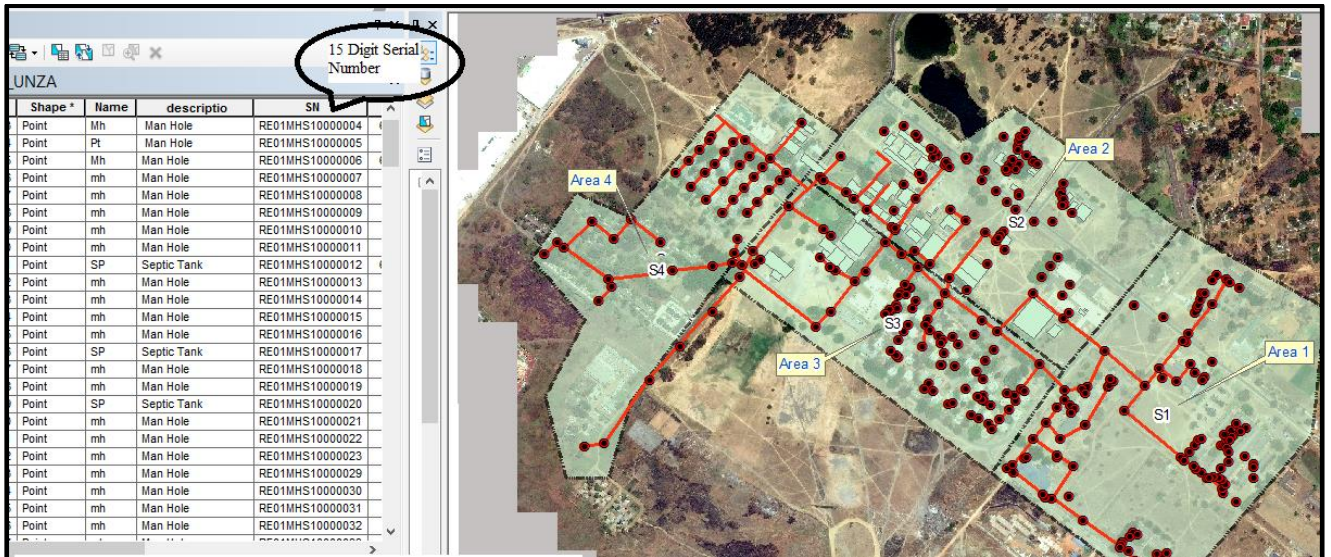 15 Digit Serial
Number
_UNZA
Shape * Name descriptio SN
Point Mh Man Hole RE01MHS10000004
Point Pt Man Hole RE01MHS10000005
Point Mh Man Hole RE01MHS10000006
Point mh Man Hole RE01MHS10000007
Point mh Man Hole RE01MHS10000008
Point mh Man Hole RE01MHS10000009
Point mh Man Hole RE01MHS10000010
Point mh Man Hole RE01MHS10000011
Point SP Septic Tank RE01MHS10000012
Point mh Man Hole RE01MHS10000013
Point mh Man Hole RE01MHS10000014
Point mh Man Hole RE01MHS10000015
Point mh Man Hole RE01MHS10000016
Point SP Septic Tank RE01MHS10000017
Point mh Man Hole RE01MHS10000018
Point mh Man Hole RE01MHS10000019
Point SP Septic Tank RE01MHS10000020
Point mh Man Hole RE01MHS10000021
Point mh Man Hole RE01MHS10000022
Point mh Man Hole RE01MHS10000023
Point mh Man Hole RE01MHS10000029
Point mh Man Hole RE01MHS10000030
Point mh Man Hole RE01MHS10000031
Point mh Man Hole RE01MHS10000032
Area 2
Area 4
S2
S4
S3
Area 3
Area 1
S1